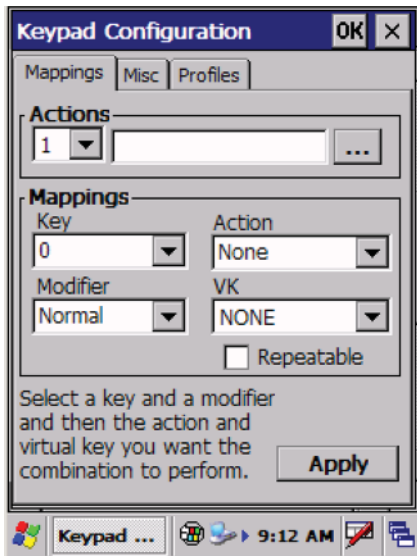 Keypad Configuration OK ×
Mappings Misc Profiles
Actions
1 ...
Mappings
Key Action
0 None
Modifier VK
Normal NONE
Repeatable
Select a key and a modifier
and then the action and
virtual key you want the
combination to perform. Apply
Keypad ... 9:12 AM